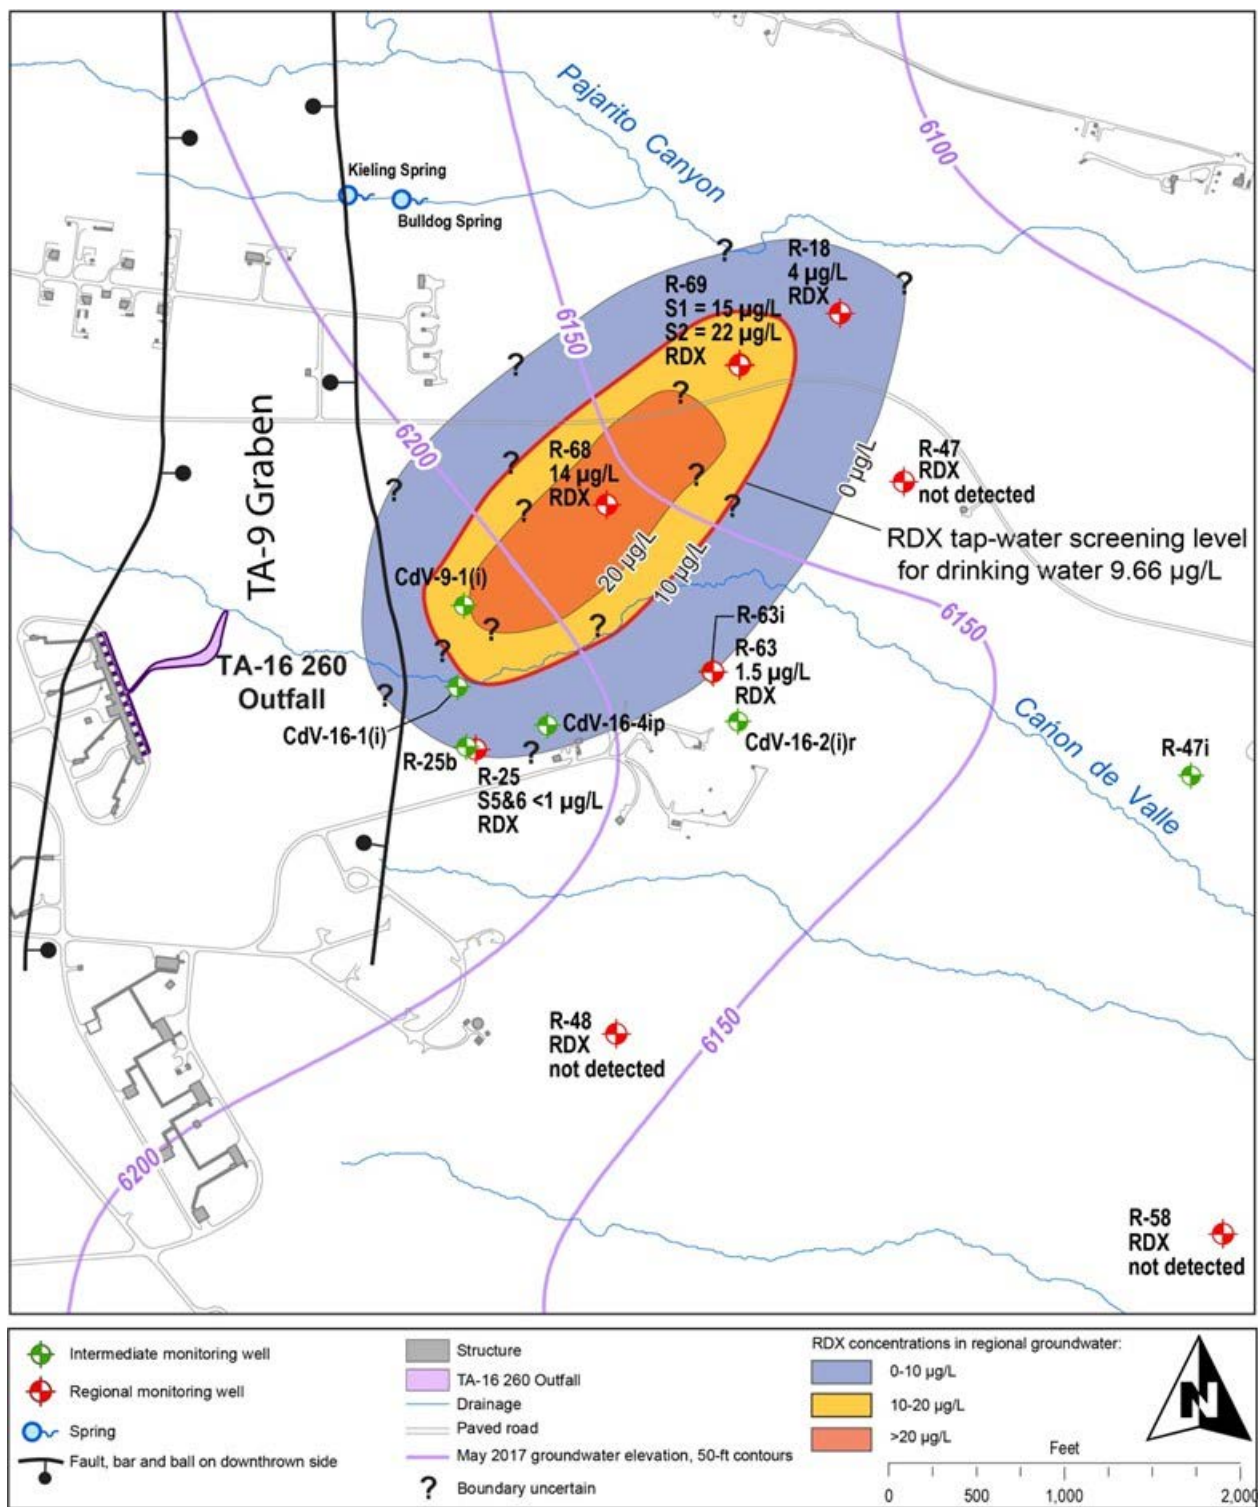 Pajarito Canyon
6100
Kieling Spring
Bulldog Spring
R-18
4 µg/L
RDX
R-69
S1 = 15 µg/L
S2 = 22 µg/L
RDX
?
?
6150
?
?
TA-9 Graben
6200
R-68
14 µg/L
RDX
?
?
?
?
?
0 µg/L
R-47
RDX
not detected
RDX tap-water screening level
for drinking water 9.66 µg/L
20 µg/L
10 µg/L
CdV-9-1(i)
?
?
?
?
6150
R-63i
R-63
1.5 µg/L
RDX
TA-16 260
Outfall
CdV-16-1(i)
CdV-16-4ip
CdV-16-2(i)r
R-25b
?
R-25
S5&6 <1 µg/L
RDX
Cañon de Valle
R-47i
R-48
RDX
not detected
6150
6200
R-58
RDX
not detected
Intermediate monitoring well
Regional monitoring well
Spring
Fault, bar and ball on downthrown side
Structure
TA-16 260 Outfall
Drainage
Paved road
May 2017 groundwater elevation, 50-ft contours
? Boundary uncertain
RDX concentrations in regional groundwater:
0-10 µg/L
10-20 µg/L
>20 µg/L
N
Feet
0 500 1,000 2,000